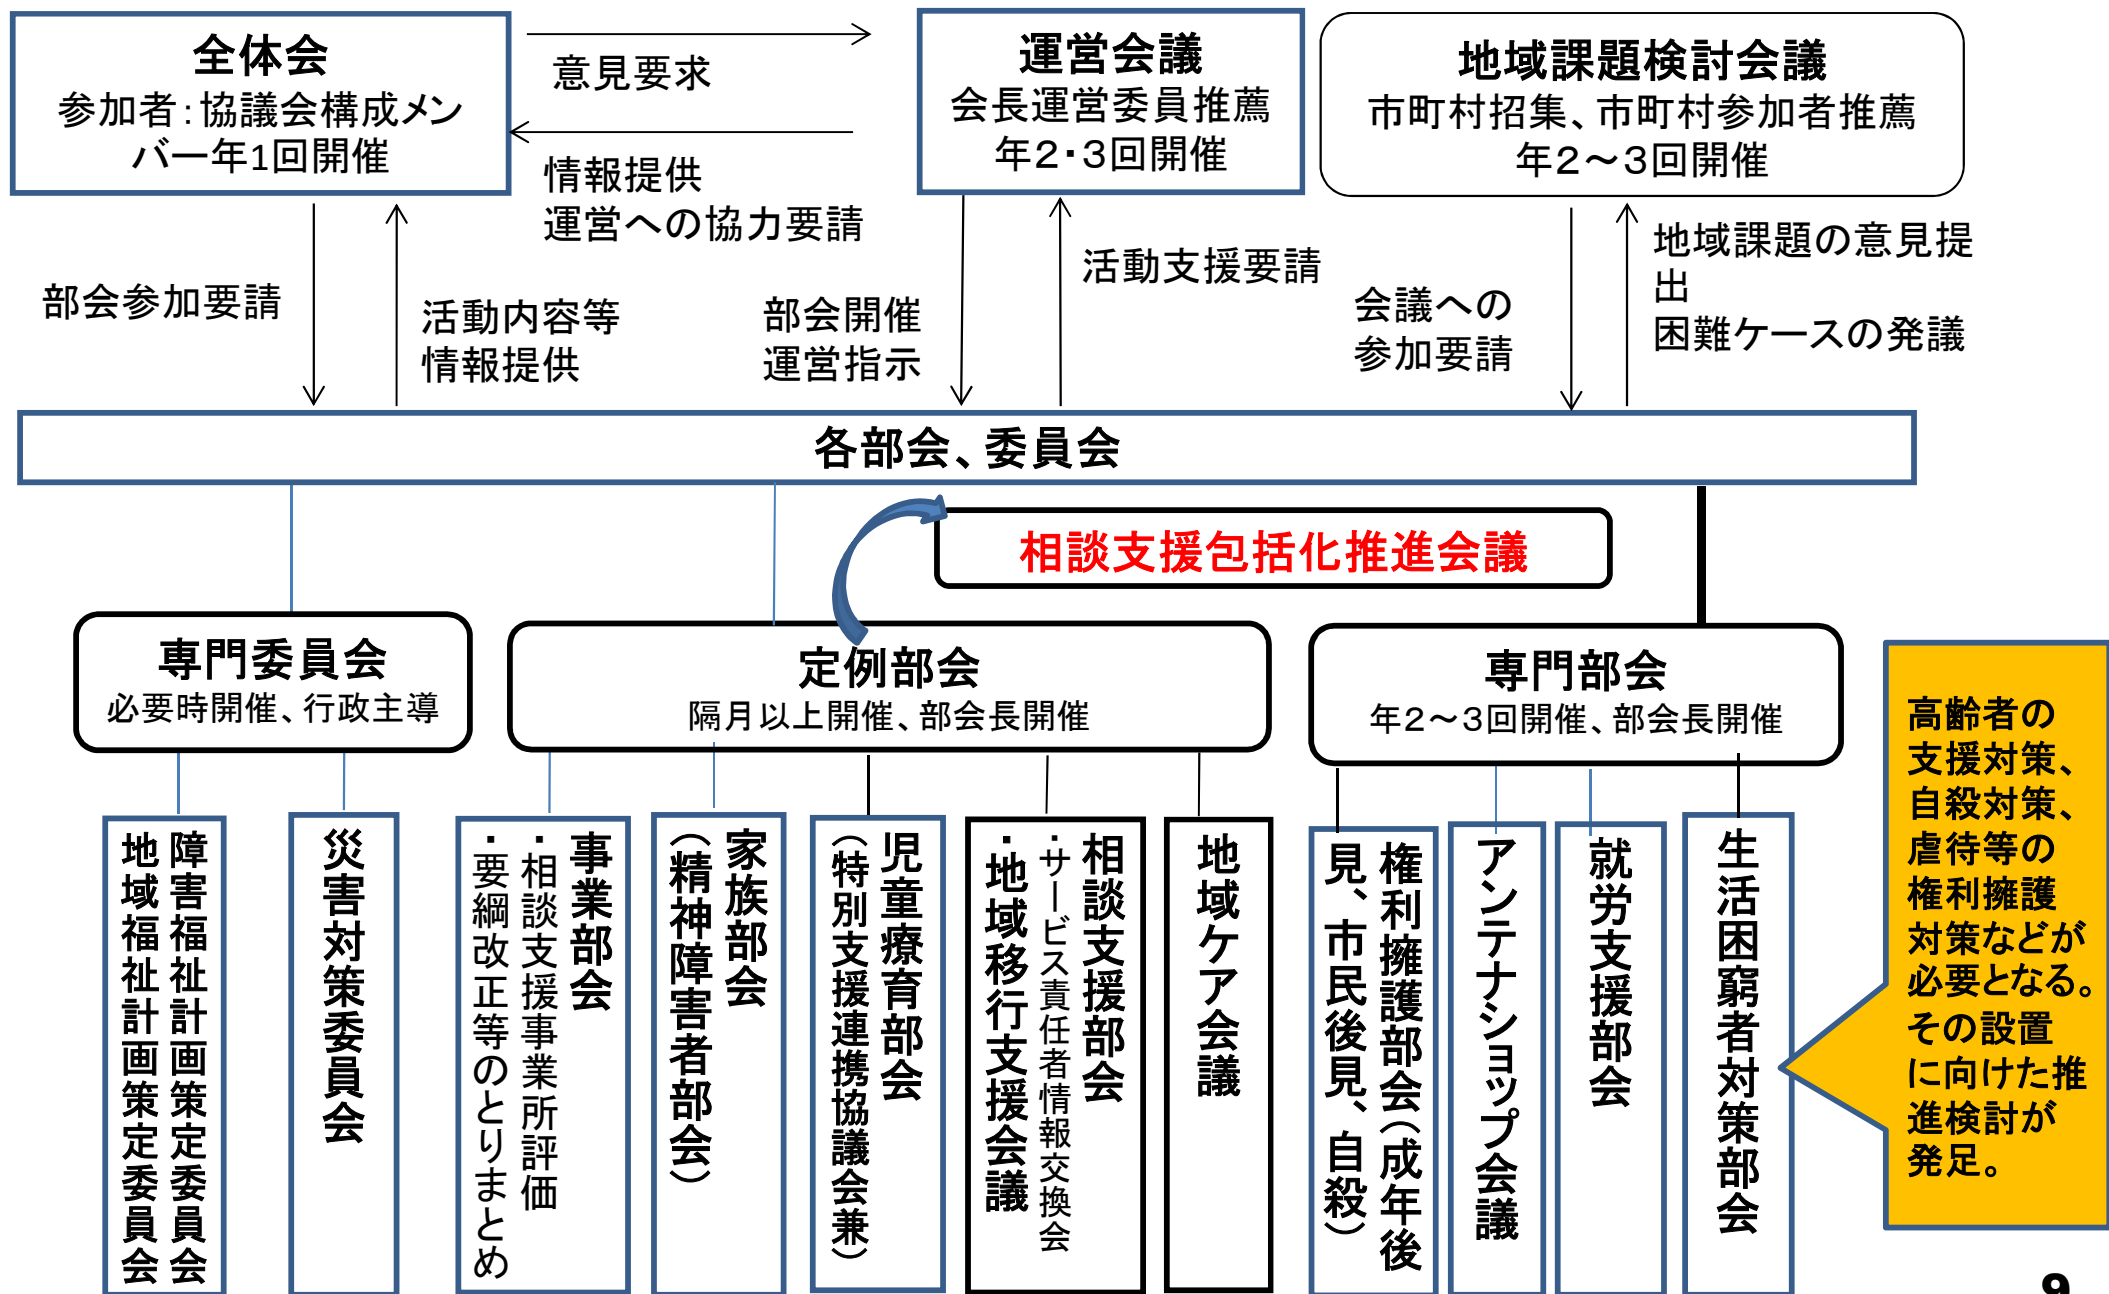 全体会
参加者：協議会構成メン
バー年1回開催
意見要求
情報提供
運営への協力要請
運営会議
会長運営委員推薦
年２・３回開催
地域課題検討会議
市町村招集、市町村参加者推薦
年２～３回開催
部会参加要請
活動内容等
情報提供
部会開催
運営指示
活動支援要請
会議への
参加要請
地域課題の意見提
出
困難ケースの発議
各部会、委員会
相談支援包括化推進会議
専門委員会
必要時開催、行政主導
定例部会
隔月以上開催、部会長開催
専門部会
年２～３回開催、部会長開催
障害福祉計画策定委員会
地域福祉計画策定委員会
災害対策委員会
事業部会
・相談支援事業所評価
・要綱改正等のとりまとめ
家族部会
（精神障害者部会）
児童療育部会
（特別支援連携協議会兼）
相談支援部会
・サービス責任者情報交換会
・地域移行支援会議
地域ケア会議
権利擁護部会（成年後
見、市民後見、自殺）
アンテナショップ会議
就労支援部会
生活困窮者対策部会
高齢者の
支援対策、
自殺対策、
虐待等の
権利擁護
対策などが
必要となる。
その設置
に向けた推
進検討が
発足。
9